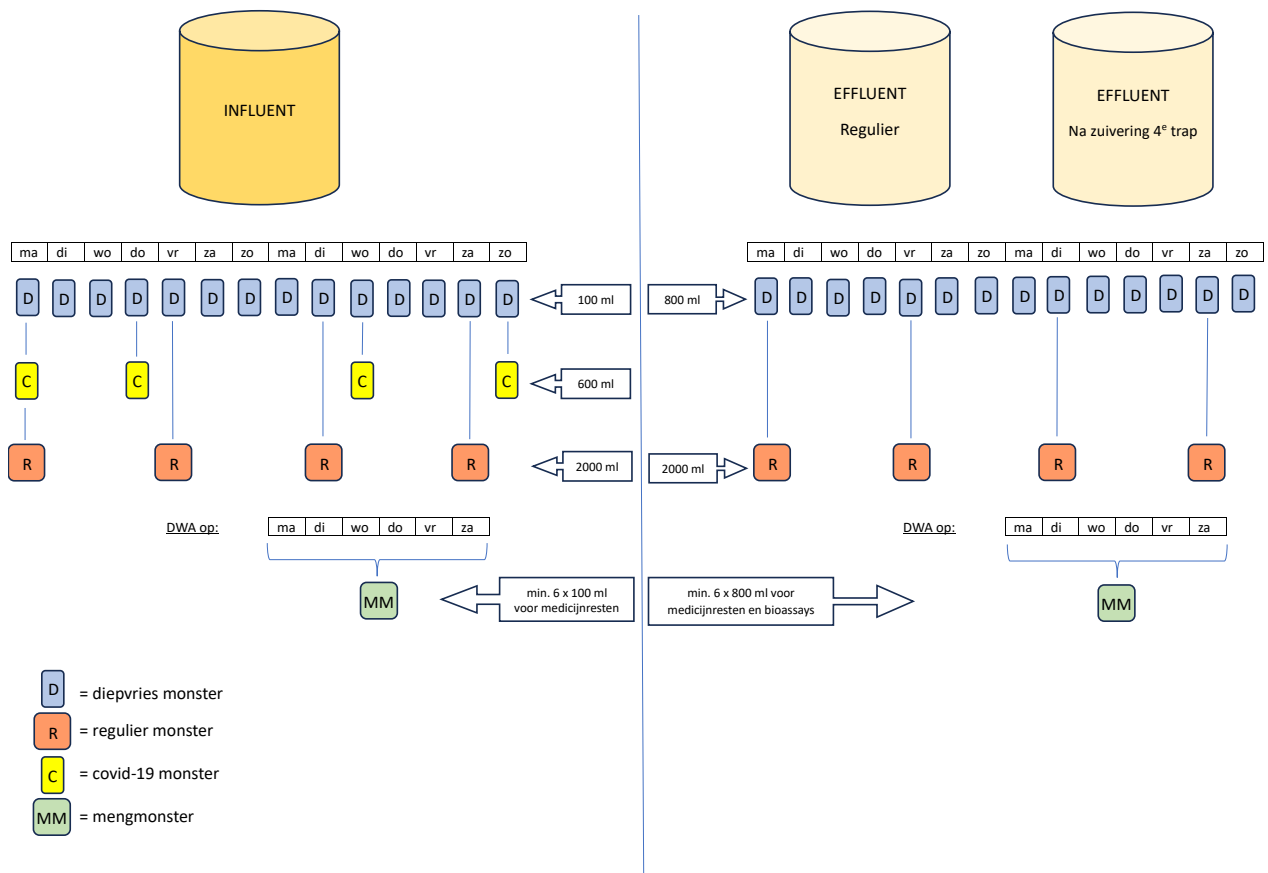 INFLUENT
EFFLUENT
Regulier
EFFLUENT
Na zuivering 4e trap
ma di wo do vr za zo ma di wo do vr za zo
ma di wo do vr za zo ma di wo do vr za zo
D D D D D D D D D D D D D D
100 ml
800 ml
D D D D D D D D D D D D D D
C C C C
600 ml
R R R R
2000 ml
2000 ml
R R R R
DWA op:
ma di wo do vr za
DWA op:
ma di wo do vr za
MM
min. 6 x 100 ml
voor medicijnresten
min. 6 x 800 ml voor
medicijnresten en bioassays
MM
D = diepvries monster
R = regulier monster
C = covid-19 monster
MM = mengmonster